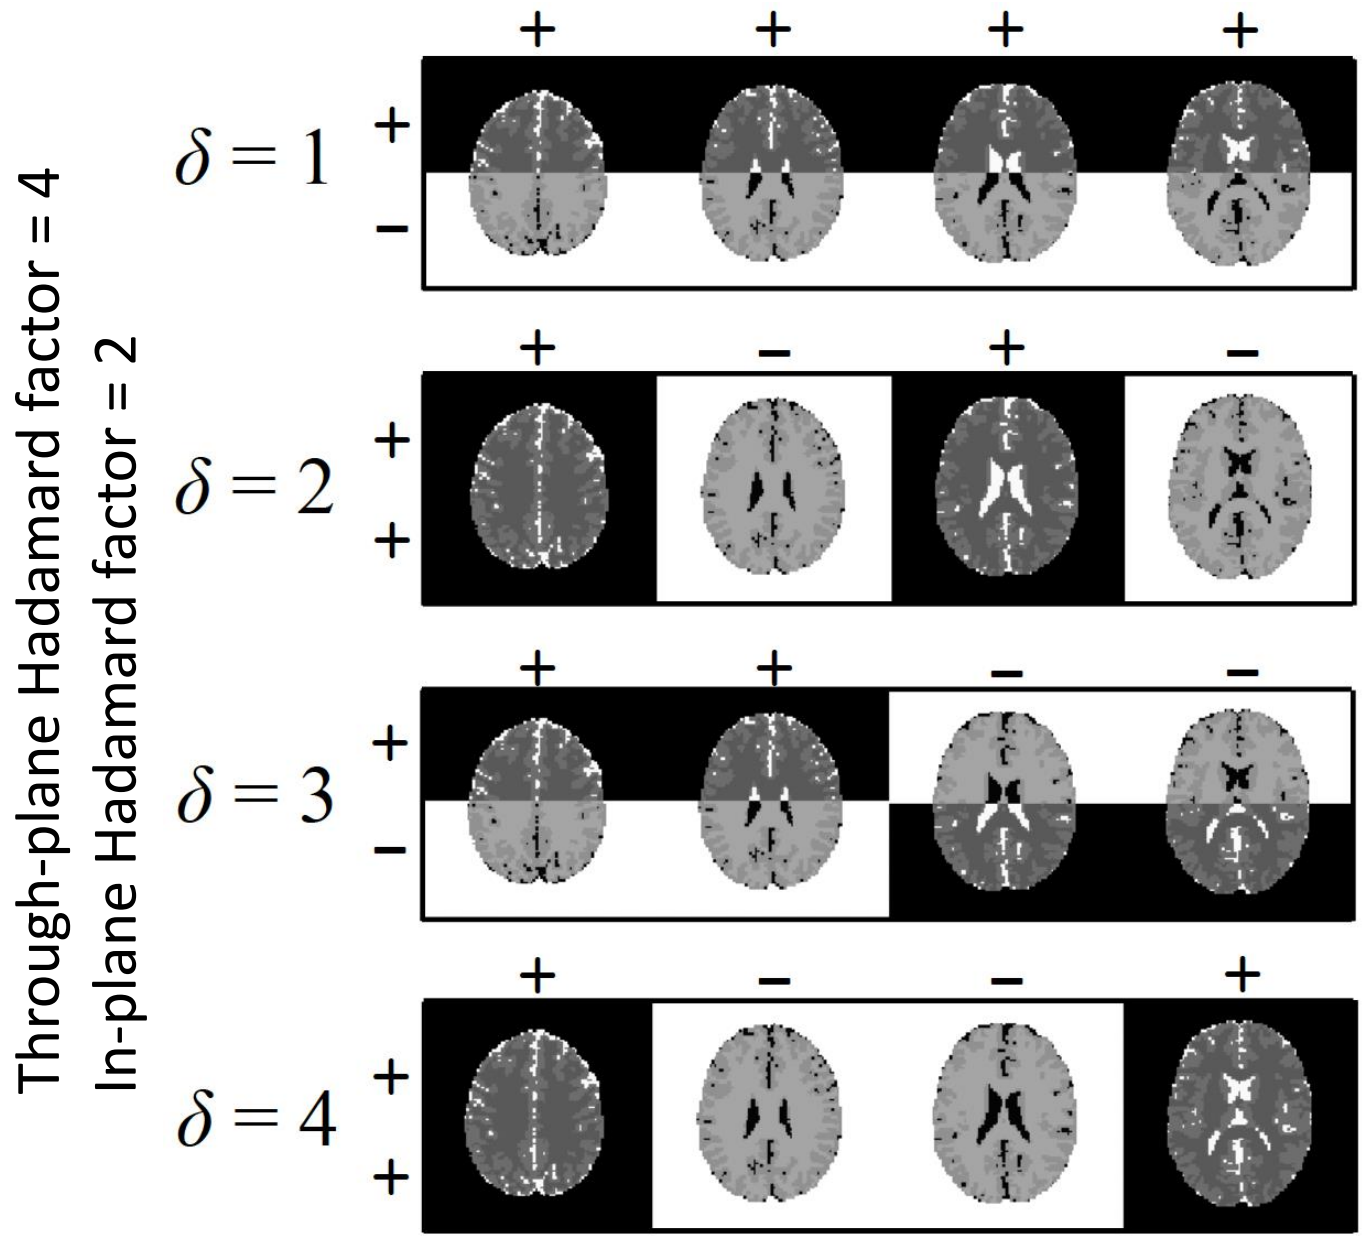 Through-plane Hadamard factor = 4
In-plane Hadamard factor = 2
+ + + +
+
δ = 1
−
+ − + −
+
δ = 2
+
+ + − −
+
δ = 3
−
+ − − +
+
δ = 4
+